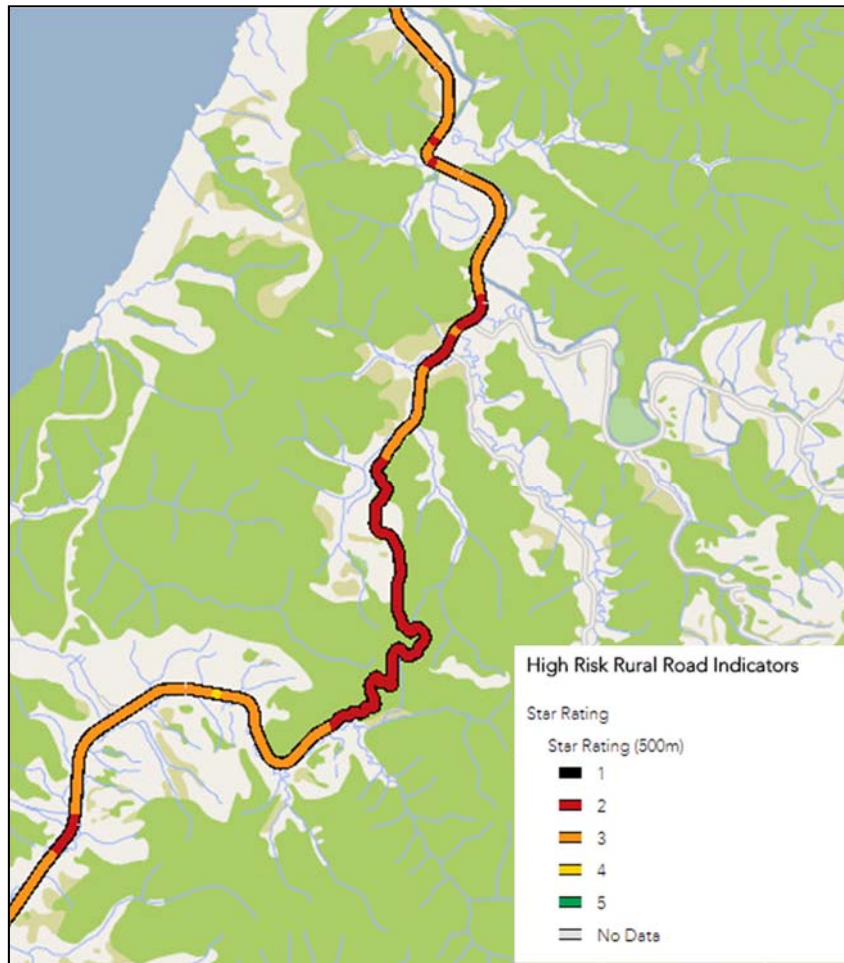 High Risk Rural Road Indicators
Star Rating
Star Rating (500m)
1
2
3
4
5
No Data